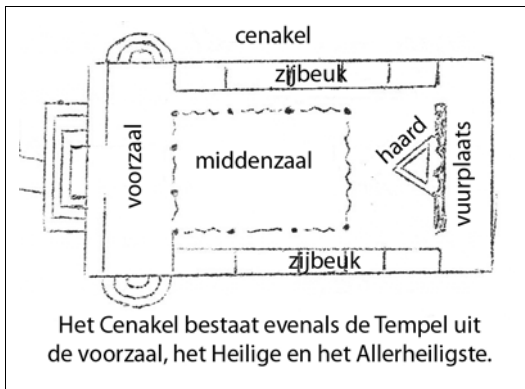 cenakel
zijbeuk
voorzaal
middenzaal
haard
vuurplaats
zijbeuk
Het Cenakel bestaat evenals de Tempel uit
de voorzaal, het Heilige en het Allerheiligste.